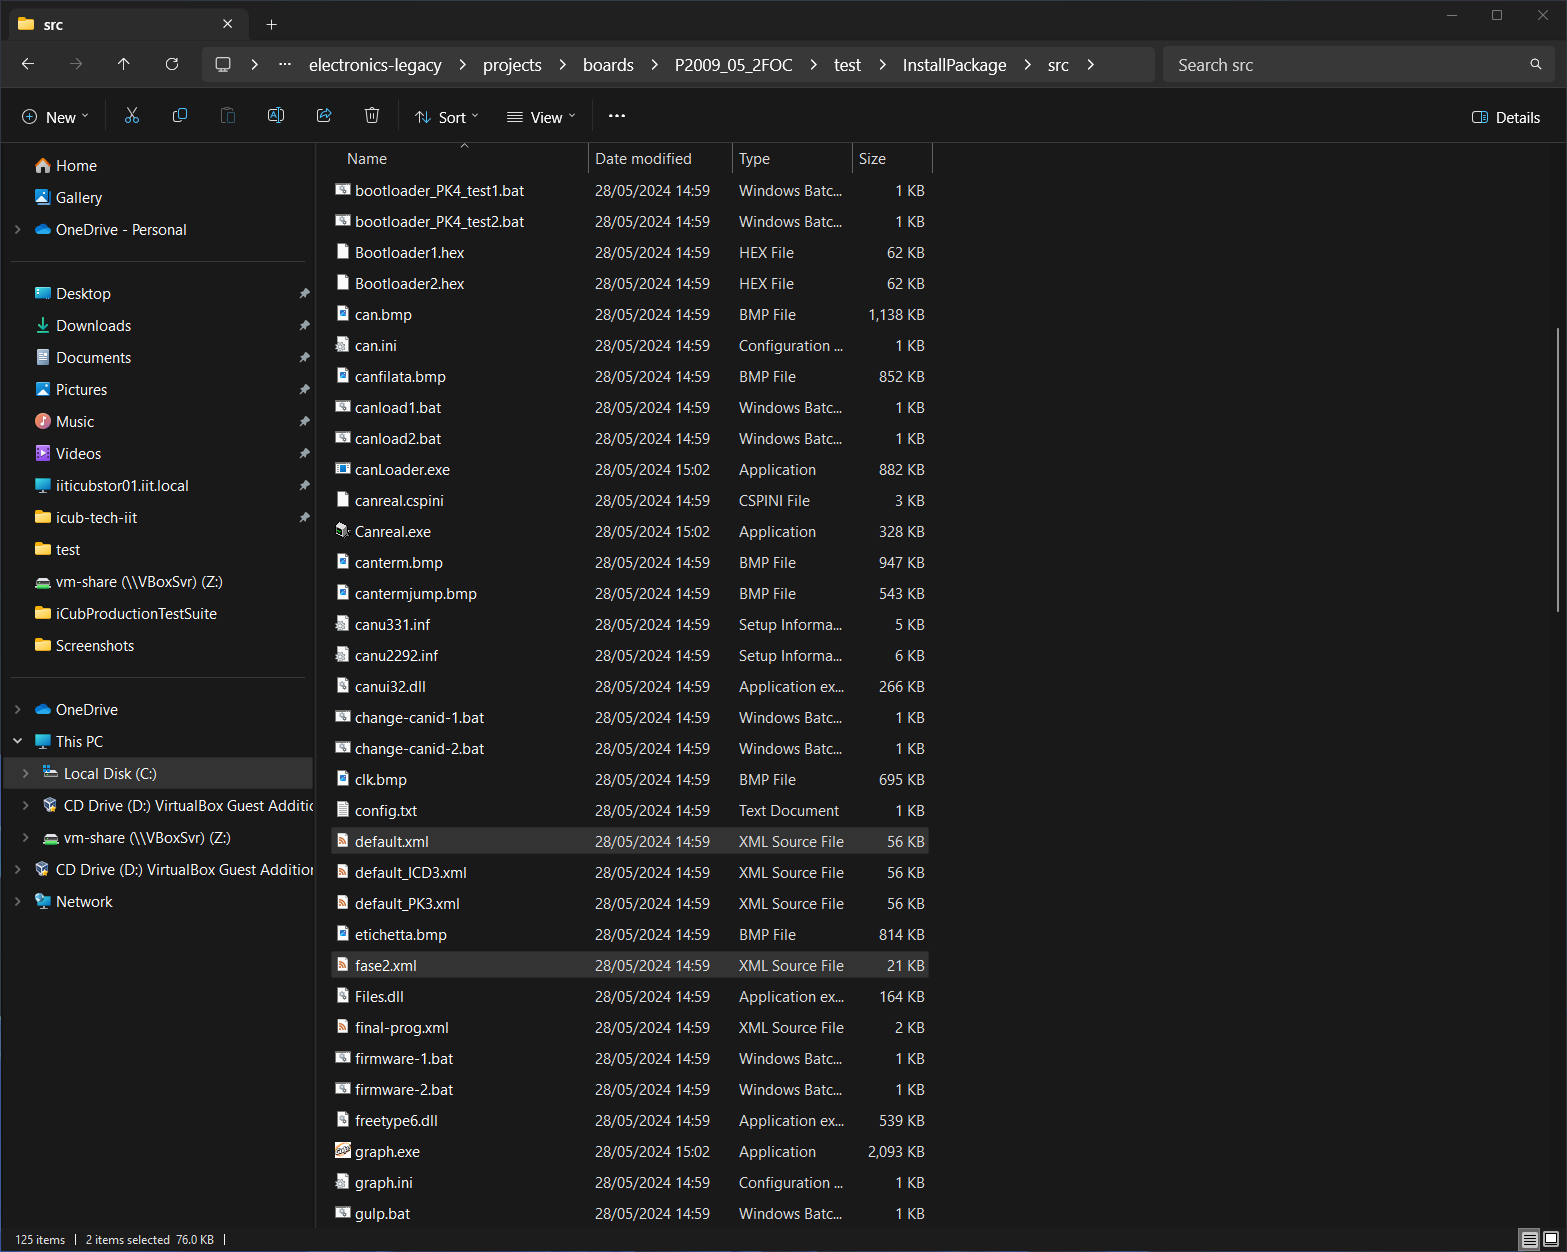 src
electronics-legacy > projects > boards > P2009_05_2FOC > test > InstallPackage > src >
Search src
New
Sort
View
Details
Home
Gallery
OneDrive - Personal
Desktop
Downloads
Documents
Pictures
Music
Videos
iiticubstor01.iit.local
icub-tech-iit
test
vm-share (\\VBoxSvr) (Z:)
iCubProductionTestSuite
Screenshots
OneDrive
This PC
Local Disk (C:)
CD Drive (D:) VirtualBox Guest Additic
vm-share (\\VBoxSvr) (Z:)
CD Drive (D:) VirtualBox Guest Addition
Network
Name Date modified Type Size
bootloader_PK4_test1.bat 28/05/2024 14:59 Windows Batc... 1 KB
bootloader_PK4_test2.bat 28/05/2024 14:59 Windows Batc... 1 KB
Bootloader1.hex 28/05/2024 14:59 HEX File 62 KB
Bootloader2.hex 28/05/2024 14:59 HEX File 62 KB
can.bmp 28/05/2024 14:59 BMP File 1,138 KB
can.ini 28/05/2024 14:59 Configuration ... 1 KB
canfilata.bmp 28/05/2024 14:59 BMP File 852 KB
canload1.bat 28/05/2024 14:59 Windows Batc... 1 KB
canload2.bat 28/05/2024 14:59 Windows Batc... 1 KB
canLoader.exe 28/05/2024 15:02 Application 882 KB
canreal.cspini 28/05/2024 14:59 CSPINI File 3 KB
Canreal.exe 28/05/2024 15:02 Application 328 KB
canterm.bmp 28/05/2024 14:59 BMP File 947 KB
cantermjump.bmp 28/05/2024 14:59 BMP File 543 KB
canu331.inf 28/05/2024 14:59 Setup Informa... 5 KB
canu2292.inf 28/05/2024 14:59 Setup Informa... 6 KB
canui32.dll 28/05/2024 14:59 Application ex... 266 KB
change-canid-1.bat 28/05/2024 14:59 Windows Batc... 1 KB
change-canid-2.bat 28/05/2024 14:59 Windows Batc... 1 KB
clk.bmp 28/05/2024 14:59 BMP File 695 KB
config.txt 28/05/2024 14:59 Text Document 1 KB
default.xml 28/05/2024 14:59 XML Source File 56 KB
default_ICD3.xml 28/05/2024 14:59 XML Source File 56 KB
default_PK3.xml 28/05/2024 14:59 XML Source File 56 KB
etichetta.bmp 28/05/2024 14:59 BMP File 814 KB
fase2.xml 28/05/2024 14:59 XML Source File 21 KB
Files.dll 28/05/2024 14:59 Application ex... 164 KB
final-prog.xml 28/05/2024 14:59 XML Source File 2 KB
firmware-1.bat 28/05/2024 14:59 Windows Batc... 1 KB
firmware-2.bat 28/05/2024 14:59 Windows Batc... 1 KB
freetype6.dll 28/05/2024 14:59 Application ex... 539 KB
graph.exe 28/05/2024 15:02 Application 2,093 KB
graph.ini 28/05/2024 14:59 Configuration ... 1 KB
gulp.bat 28/05/2024 14:59 Windows Batc... 1 KB
125 items | 2 items selected 76.0 KB |